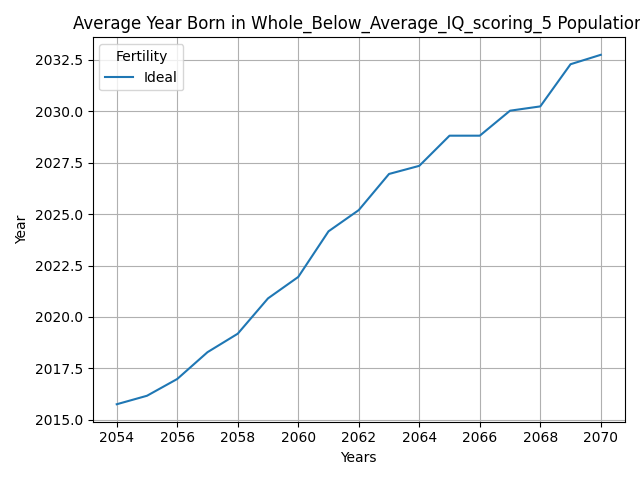 Average Year Born in Whole_Below_Average_IQ_scoring_5 Population
Fertility
Ideal
2032.5
2030.0
2027.5
2025.0
2022.5
2020.0
2017.5
2015.0
Year
2054 2056 2058 2060 2062 2064 2066 2068 2070
Years